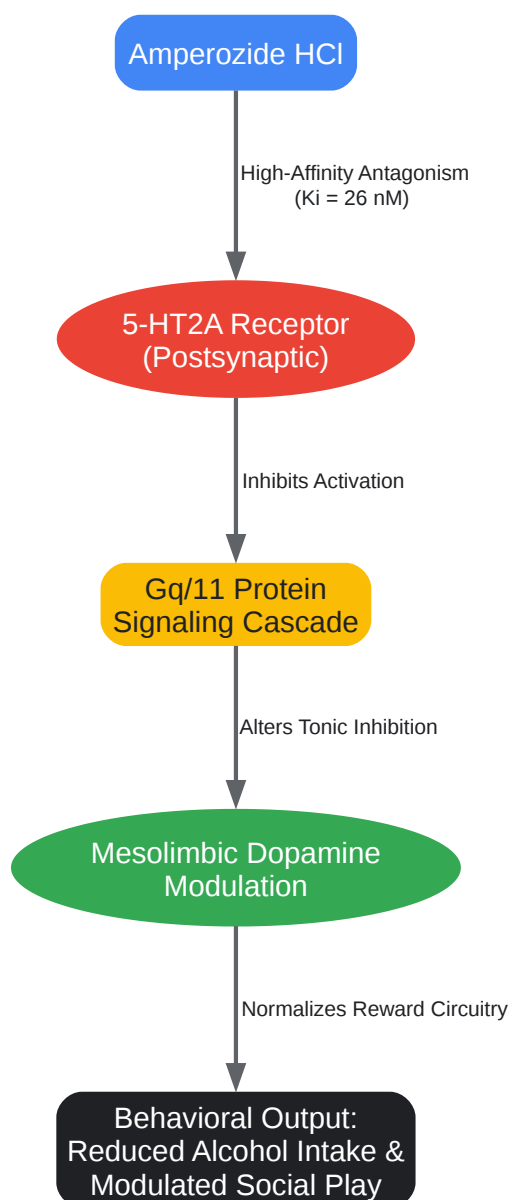 Amperozide HCl
High-Affinity Antagonism
(Ki = 26 nM)
5-HT2A Receptor
(Postsynaptic)
Inhibits Activation
Gq/11 Protein
Signaling Cascade
Alters Tonic Inhibition
Mesolimbic Dopamine
Modulation
Normalizes Reward Circuitry
Behavioral Output:
Reduced Alcohol Intake &
Modulated Social Play